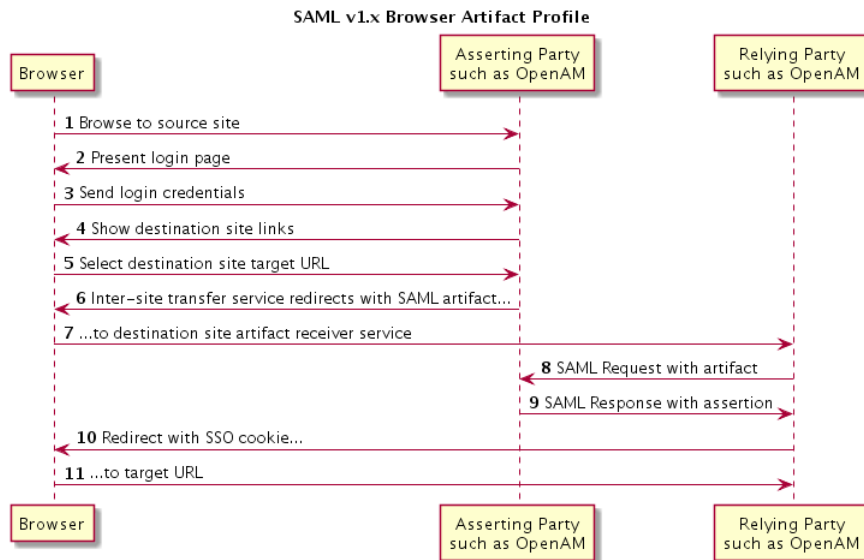 SAML v1.x Browser Artifact Profile
Browser
Asserting Party
such as OpenAM
Relying Party
such as OpenAM
1 Browse to source site
2 Present login page
3 Send login credentials
4 Show destination site links
5 Select destination site target URL
6 Inter-site transfer service redirects with SAML artifact...
7 ...to destination site artifact receiver service
8 SAML Request with artifact
9 SAML Response with assertion
10 Redirect with SSO cookie...
11 ...to target URL
Browser
Asserting Party
such as OpenAM
Relying Party
such as OpenAM